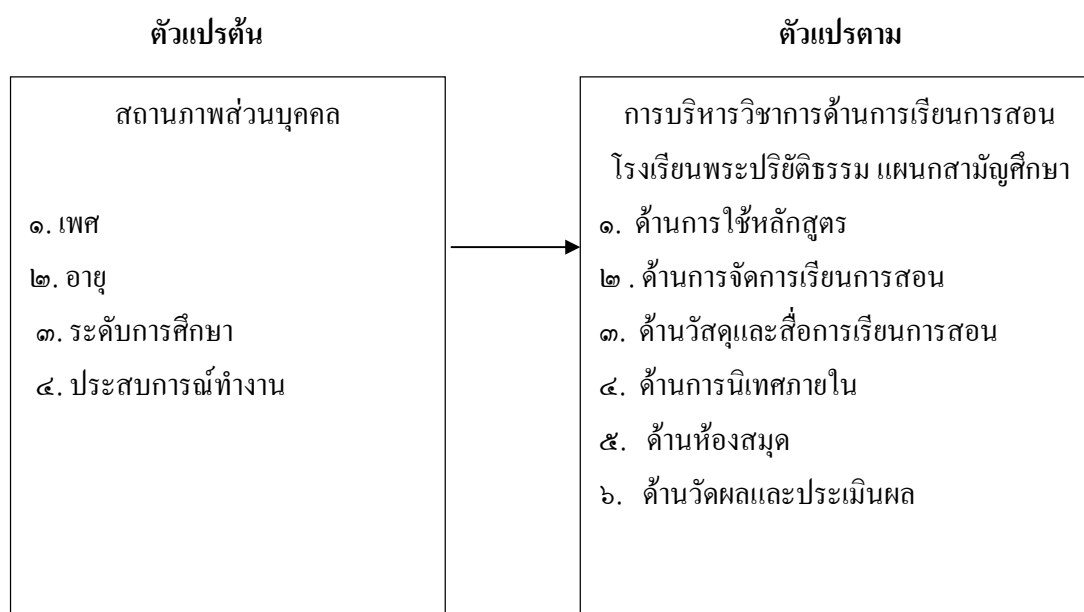 ตัวแปรต้น
ตัวแปรตาม
สถานภาพส่วนบุคคล
๑. เพศ
๒. อายุ
๓. ระดับการศึกษา
๔. ประสบการณ์ทำงาน
การบริหารวิชาการด้านการเรียนการสอน
โรงเรียนพระปริยัติธรรม แผนกสามัญศึกษา
๑. ด้านการใช้หลักสูตร
๒ . ด้านการจัดการเรียนการสอน
๓. ด้านวัสดุและสื่อการเรียนการสอน
๔. ด้านการนิเทศภายใน
๕. ด้านห้องสมุด
๖. ด้านวัดผลและประเมินผล